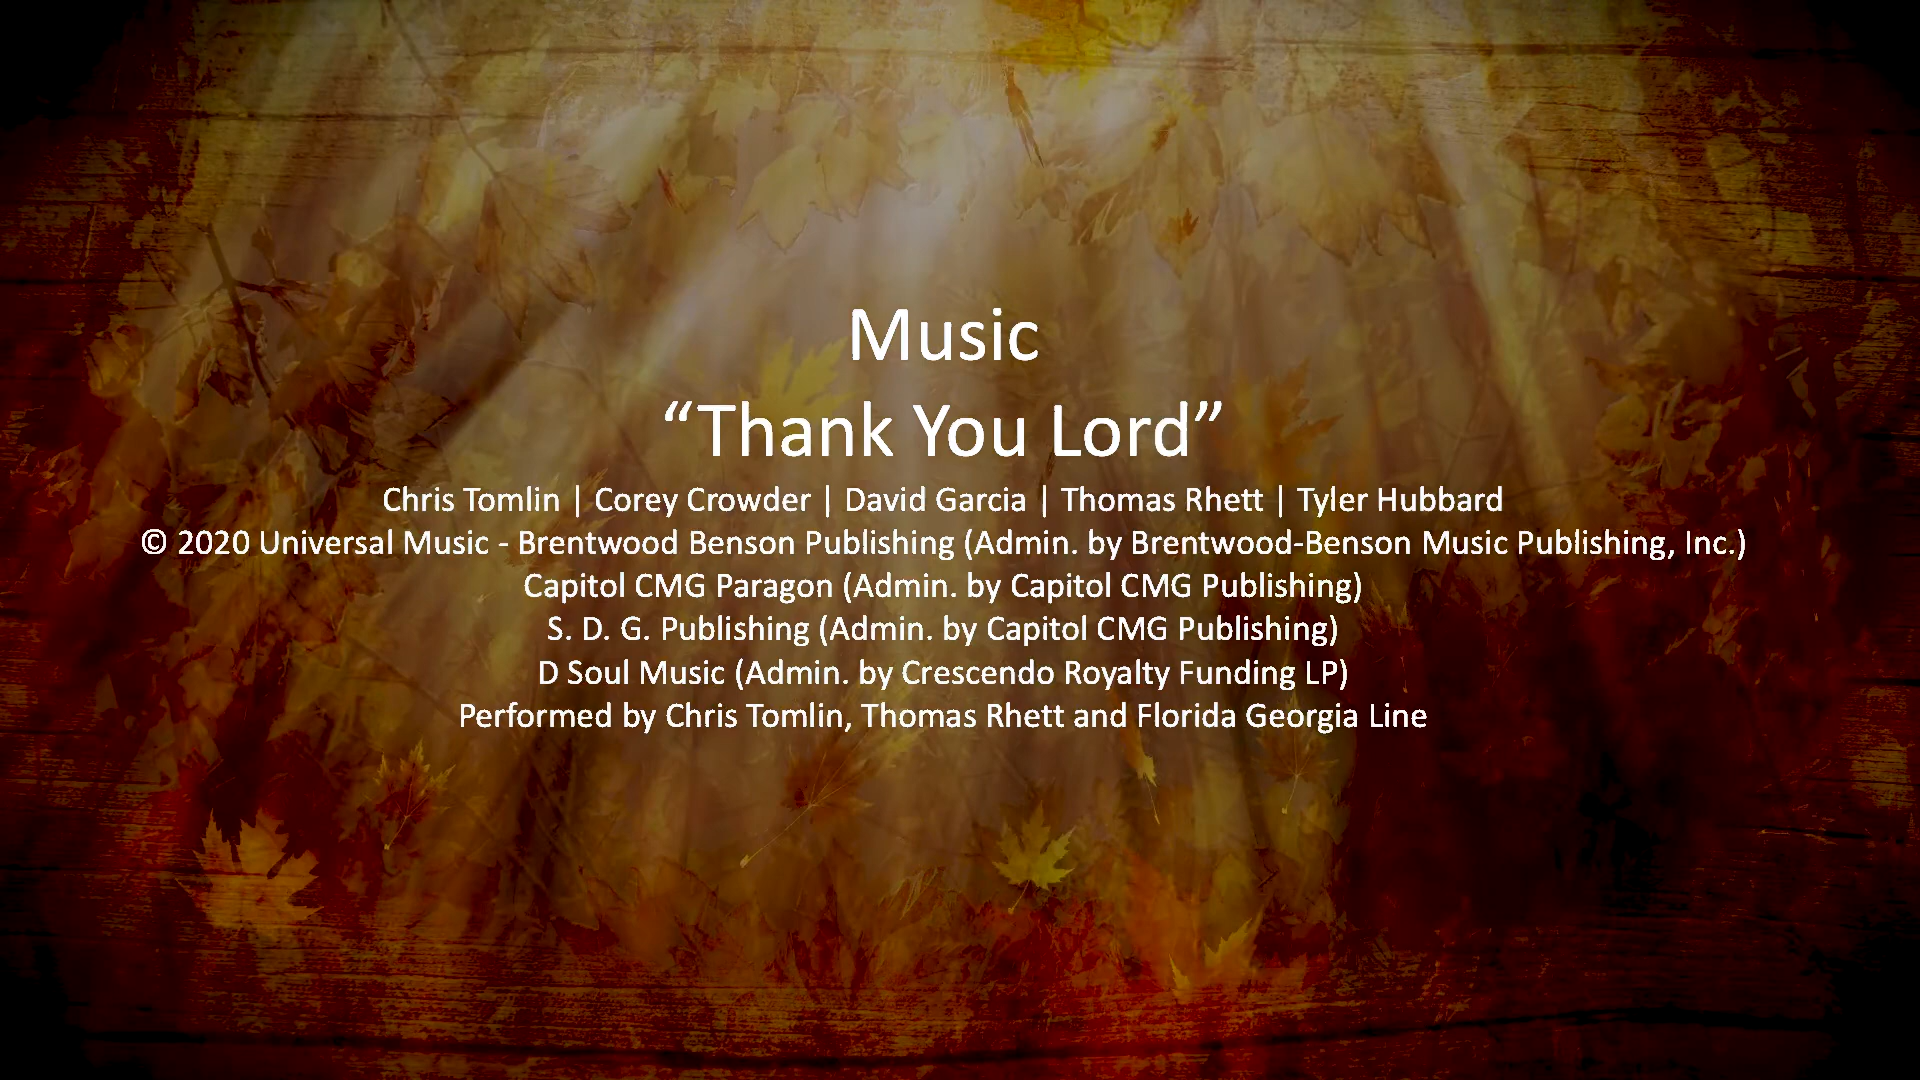 Music
“Thank You Lord”
Chris Tomlin | Corey Crowder | David Garcia | Thomas Rhett | Tyler Hubbard
© 2020 Universal Music - Brentwood Benson Publishing (Admin. by Brentwood-Benson Music Publishing, Inc.)
Capitol CMG Paragon (Admin. by Capitol CMG Publishing)
S. D. G. Publishing (Admin. by Capitol CMG Publishing)
D Soul Music (Admin. by Crescendo Royalty Funding LP)
Performed by Chris Tomlin, Thomas Rhett and Florida Georgia Line